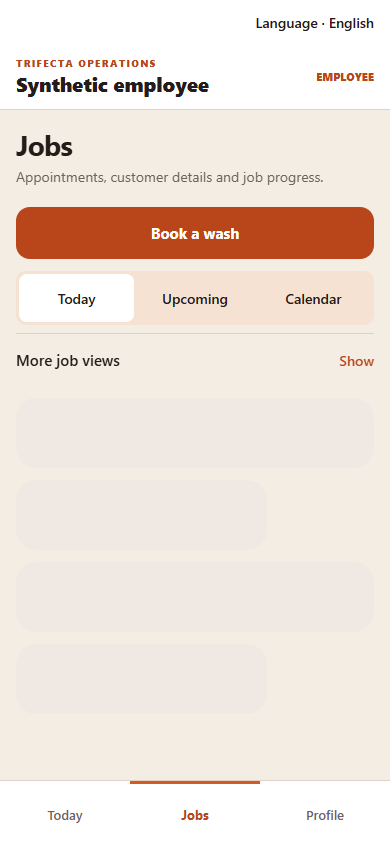 Language · English
TRIFECTA OPERATIONS
Synthetic employee
EMPLOYEE
Jobs
Appointments, customer details and job progress.
Book a wash
Today
Upcoming
Calendar
More job views
Show
Today
Jobs
Profile